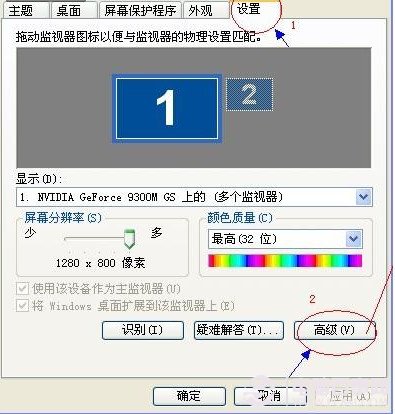 主题 桌面 屏幕保护程序 外观 设置
1
拖动监视器图标以便与监视器的物理设置匹配。
1 2
显示(D):
1. NVIDIA GeForce 9300M GS 上的 (多个监视器)
屏幕分辨率(S) 颜色质量(C)
少 多 最高(32 位)
1280 x 800 像素
使用该设备作为主监视器(U)
将 Windows 桌面扩展到该监视器上(E)
2
识别(I) 疑难解答(T)... 高级(V)
确定 取消 应用(A)